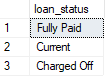 loan_status
1 Fully Paid
2 Current
3 Charged Off